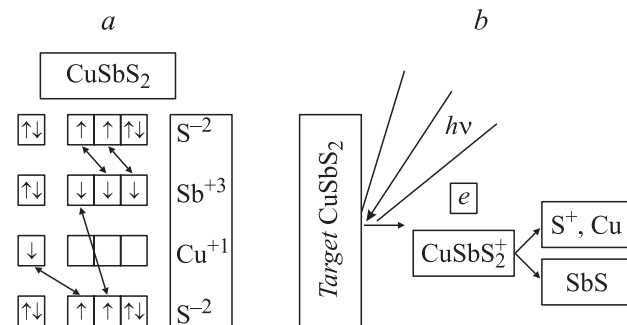 a
CuSbS₂
↑↓ ↑ ↑ ↑↓ S⁻²
↑↓ ↓ ↓ ↓ Sb⁺³
↓ Cu⁺¹
↑↓ ↑ ↑ ↑↓ S⁻²
b
Target CuSbS₂
hν
e
CuSbS₂⁺
S⁺, Cu
SbS